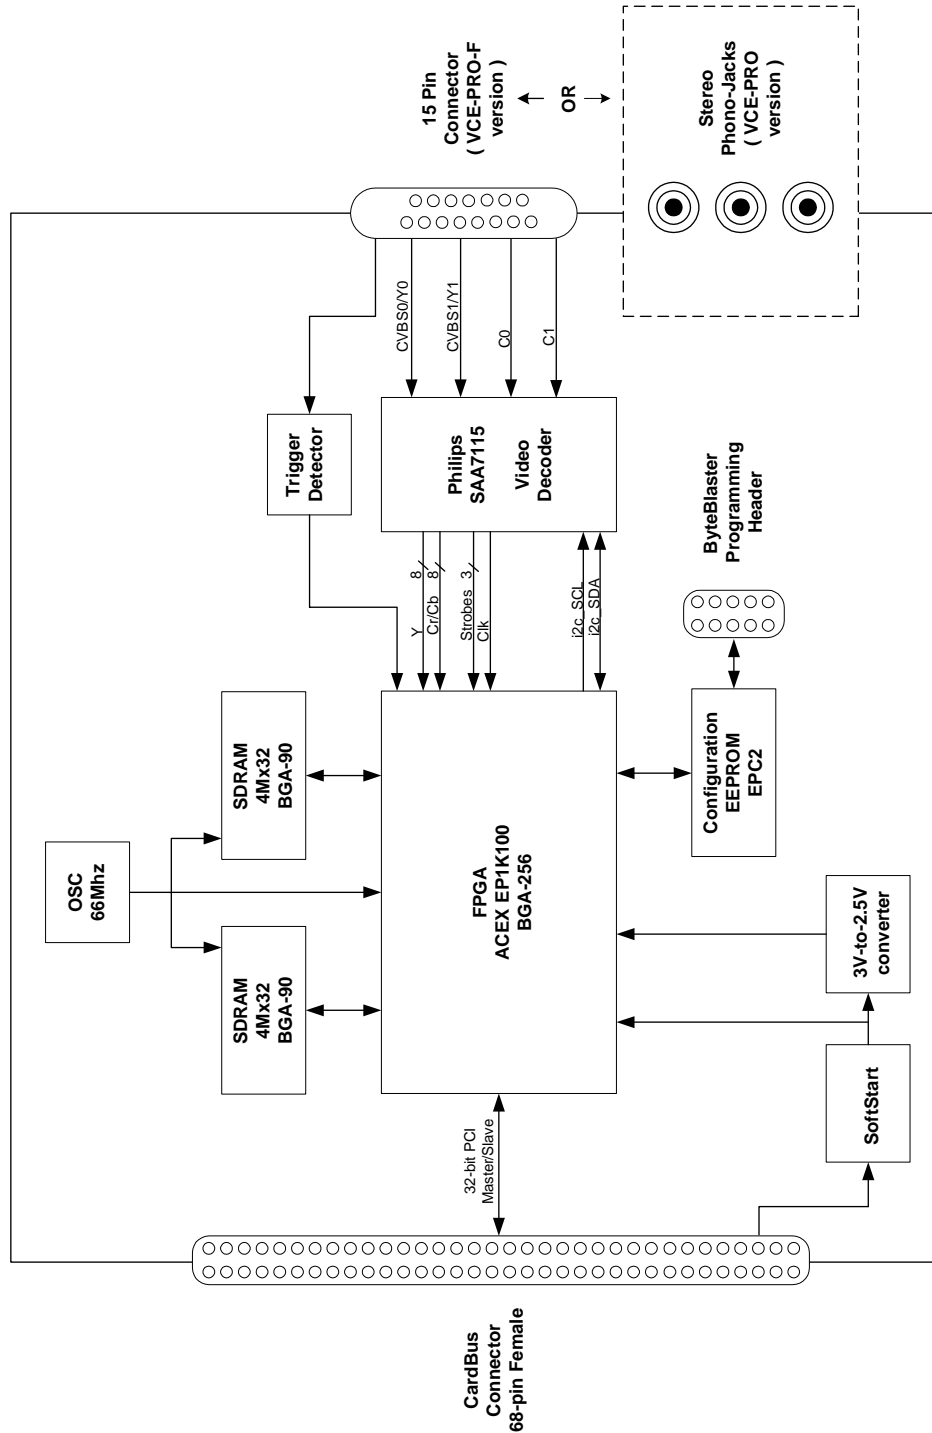 OSC
66Mhz
SDRAM
4Mx32
BGA-90
SDRAM
4Mx32
BGA-90
Trigger
Detector
15 Pin
Connector
( VCE-PRO-F
version )
OR
Stereo
Phono-Jacks
( VCE-PRO
version )
CardBus
Connector
68-pin Female
32-bit PCI
Master/Slave
FPGA
ACEX EP1K100
BGA-256
Y
8
Cr/Cb
8
Strobes
3
Clk
i2c_SCL
i2c_SDA
Philips
SAA7115
Video
Decoder
CVBS0/Y0
CVBS1/Y1
C0
C1
SoftStart
3V-to-2.5V
converter
Configuration
EEPROM
EPC2
ByteBlaster
Programming
Header